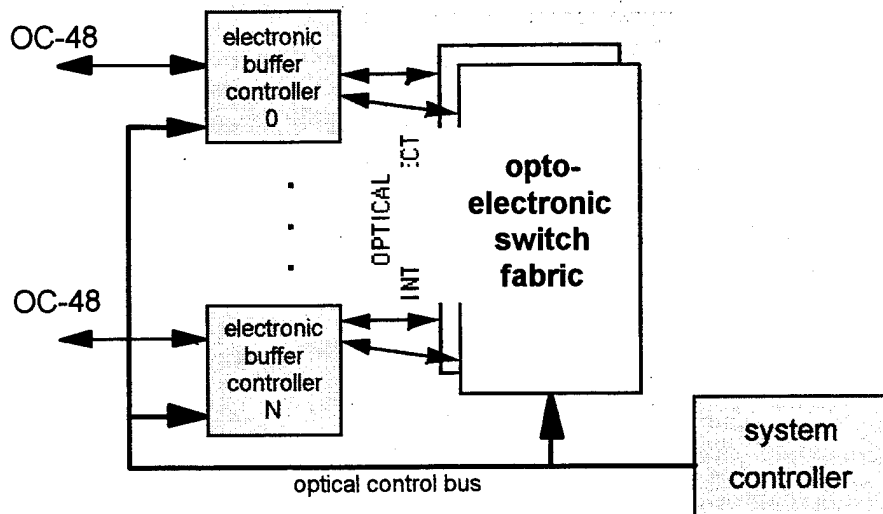 OC-48
electronic
buffer
controller
0
OPTICAL
opto-
electronic
switch
fabric
OC-48
electronic
buffer
controller
N
optical control bus
system
controller